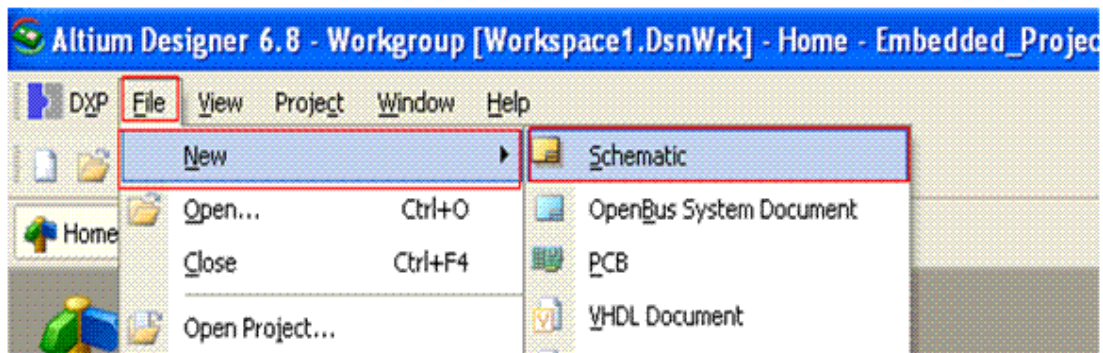 Altium Designer 6.8 - Workgroup [Workspace1.DsnWrk] - Home - Embedded_Projec
DXP File View Project Window Help
New Schematic
Open... Ctrl+O OpenBus System Document
Home
Close Ctrl+F4 PCB
Open Project... VHDL Document